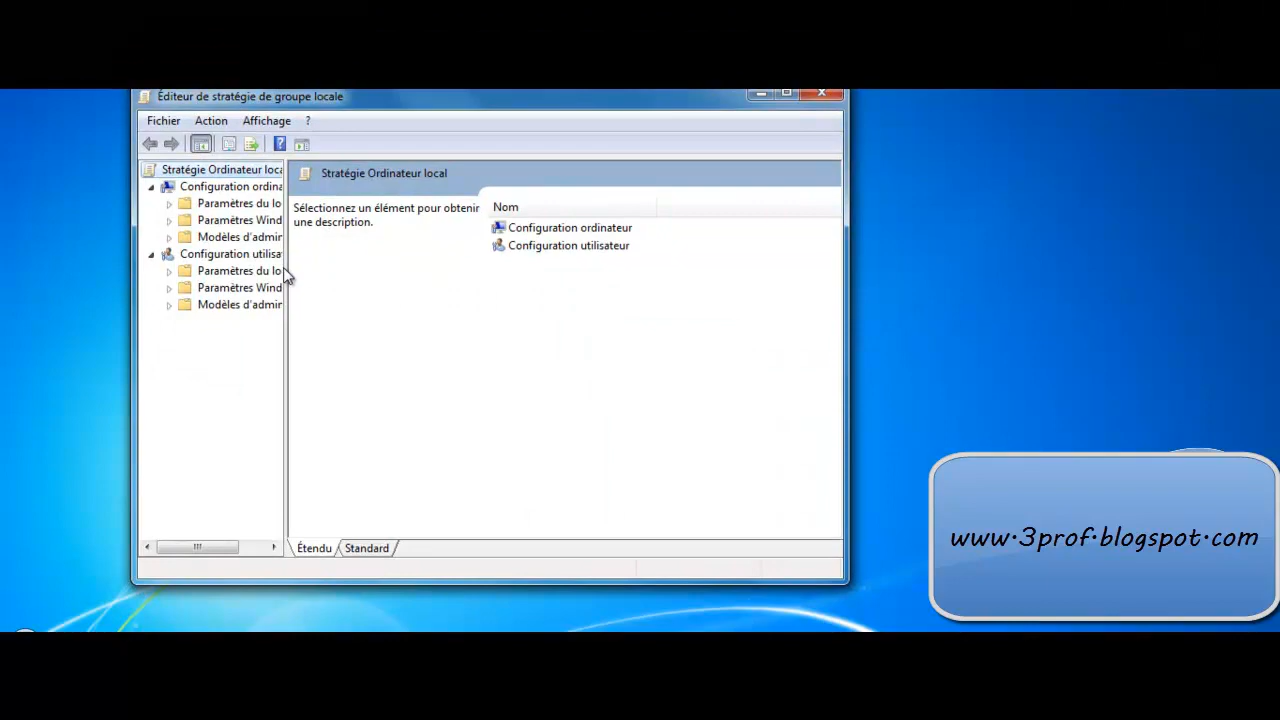 Éditeur de stratégie de groupe locale
Fichier Action Affichage ?
Stratégie Ordinateur loca
Configuration ordina
Paramètres du lo
Paramètres Wind
Modèles d'admin
Configuration utilisa
Paramètres du lo
Paramètres Wind
Modèles d'admin
Stratégie Ordinateur local
Sélectionnez un élément pour obtenir
une description.
Nom
Configuration ordinateur
Configuration utilisateur
Étendu Standard
www.3prof.blogspot.com